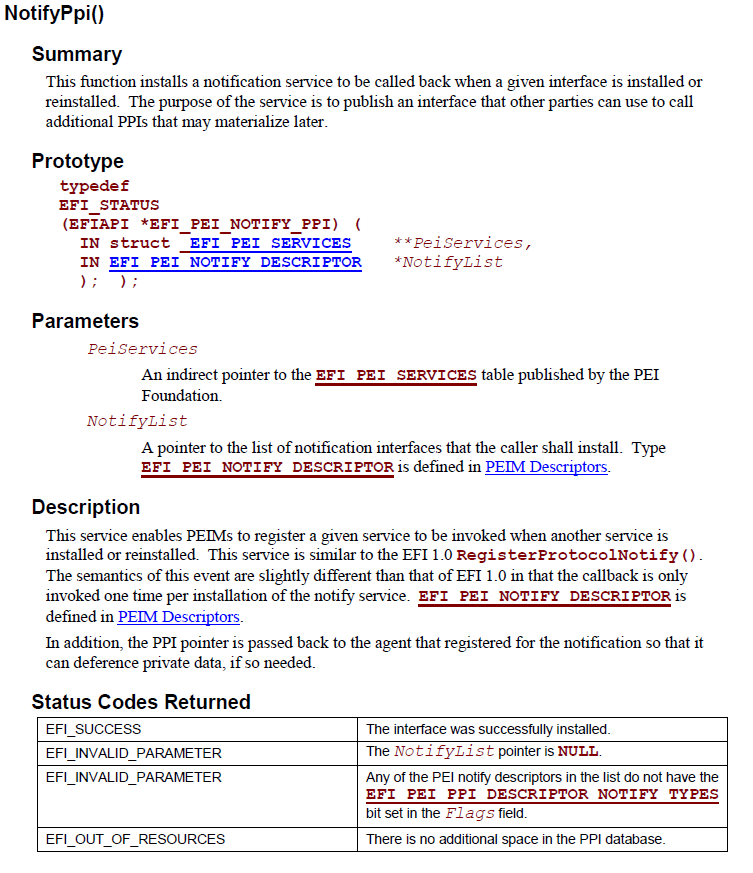 NotifyPpi()
Summary
This function installs a notification service to be called back when a given interface is installed or
reinstalled.  The purpose of the service is to publish an interface that other parties can use to call
additional PPIs that may materialize later.
Prototype
typedef
EFI_STATUS
(EFIAPI *EFI_PEI_NOTIFY_PPI) (
IN struct _EFI_PEI_SERVICES    **PeiServices,
IN EFI_PEI_NOTIFY_DESCRIPTOR   *NotifyList
);  );
Parameters
PeiServices
An indirect pointer to the EFI_PEI_SERVICES table published by the PEI
Foundation.
NotifyList
A pointer to the list of notification interfaces that the caller shall install.  Type
EFI_PEI_NOTIFY_DESCRIPTOR is defined in PEIM Descriptors.
Description
This service enables PEIMs to register a given service to be invoked when another service is
installed or reinstalled.  This service is similar to the EFI 1.0 RegisterProtocolNotify().
The semantics of this event are slightly different than that of EFI 1.0 in that the callback is only
invoked one time per installation of the notify service.  EFI_PEI_NOTIFY_DESCRIPTOR is
defined in PEIM Descriptors.
In addition, the PPI pointer is passed back to the agent that registered for the notification so that it
can deference private data, if so needed.
Status Codes Returned
EFI_SUCCESS    The interface was successfully installed.
EFI_INVALID_PARAMETER    The NotifyList pointer is NULL.
EFI_INVALID_PARAMETER    Any of the PEI notify descriptors in the list do not have the
EFI_PEI_PPI_DESCRIPTOR_NOTIFY_TYPES
bit set in the Flags field.
EFI_OUT_OF_RESOURCES    There is no additional space in the PPI database.